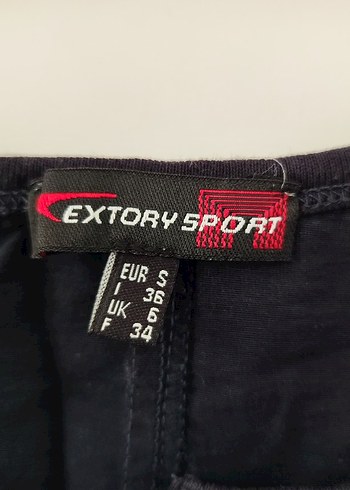 EXTORY SPORT
EUR S
I 36
UK 6
F 34